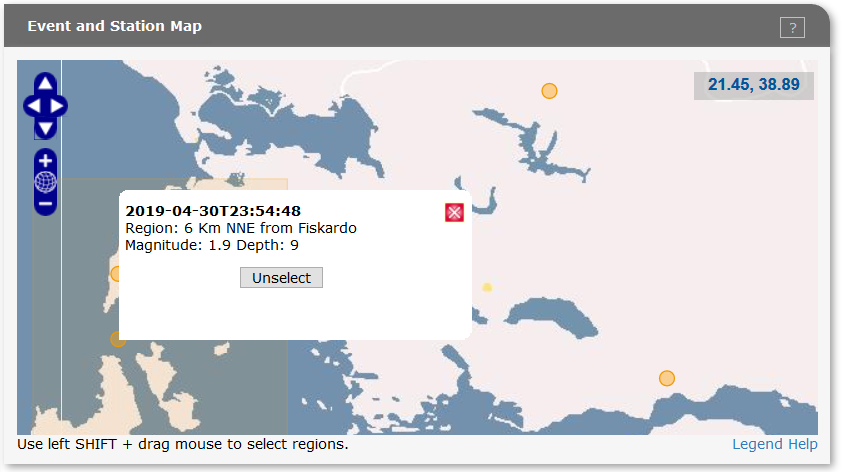 Event and Station Map
?
21.45, 38.89
2019-04-30T23:54:48
Region: 6 Km NNE from Fiskardo
Magnitude: 1.9 Depth: 9
Unselect
Use left SHIFT + drag mouse to select regions.
Legend Help